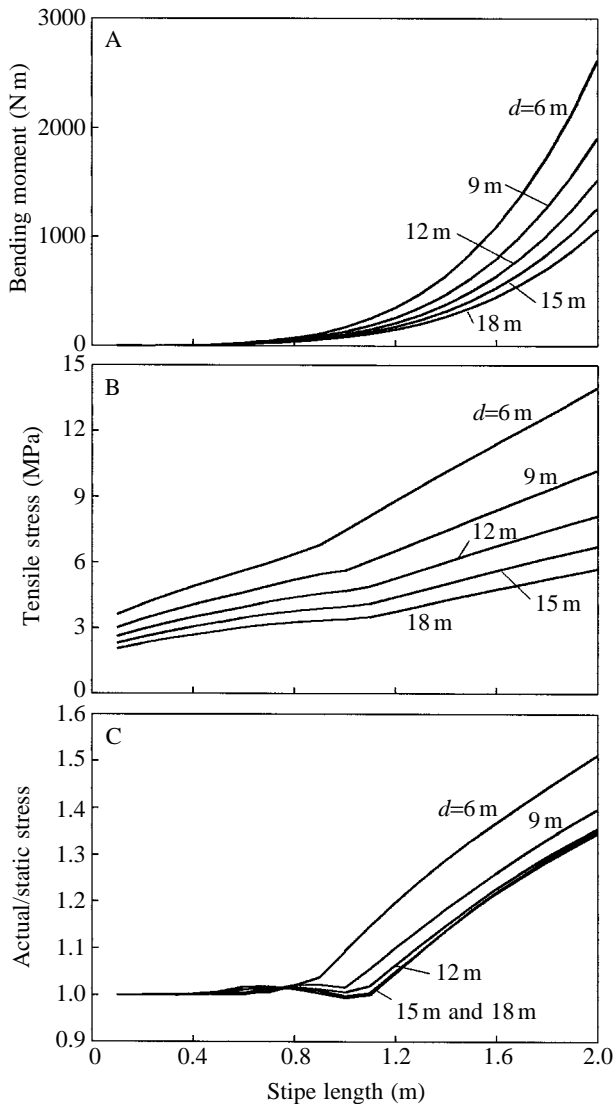 A
Bending moment (N m)
3000
2000
1000
0
d=6 m
9 m
12 m
15 m
18 m
B
Tensile stress (MPa)
15
12
9
6
3
0
d=6 m
9 m
12 m
15 m
18 m
C
Actual/static stress
1.6
1.5
1.4
1.3
1.2
1.1
1.0
0.9
d=6 m
9 m
12 m
15 m and 18 m
0 0.4 0.8 1.2 1.6 2.0
Stipe length (m)